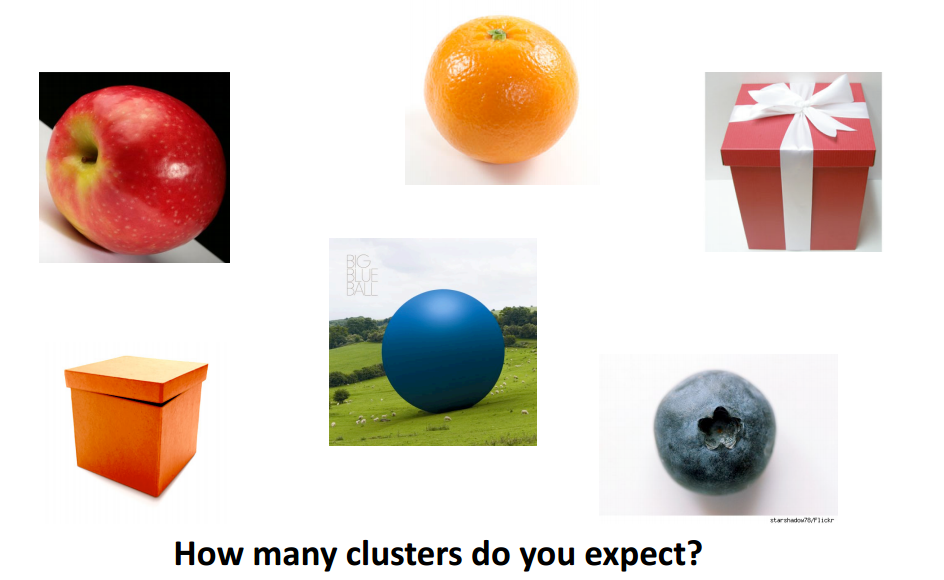 BIG
BLUE
BALL
starshadow76/Flickr
How many clusters do you expect?